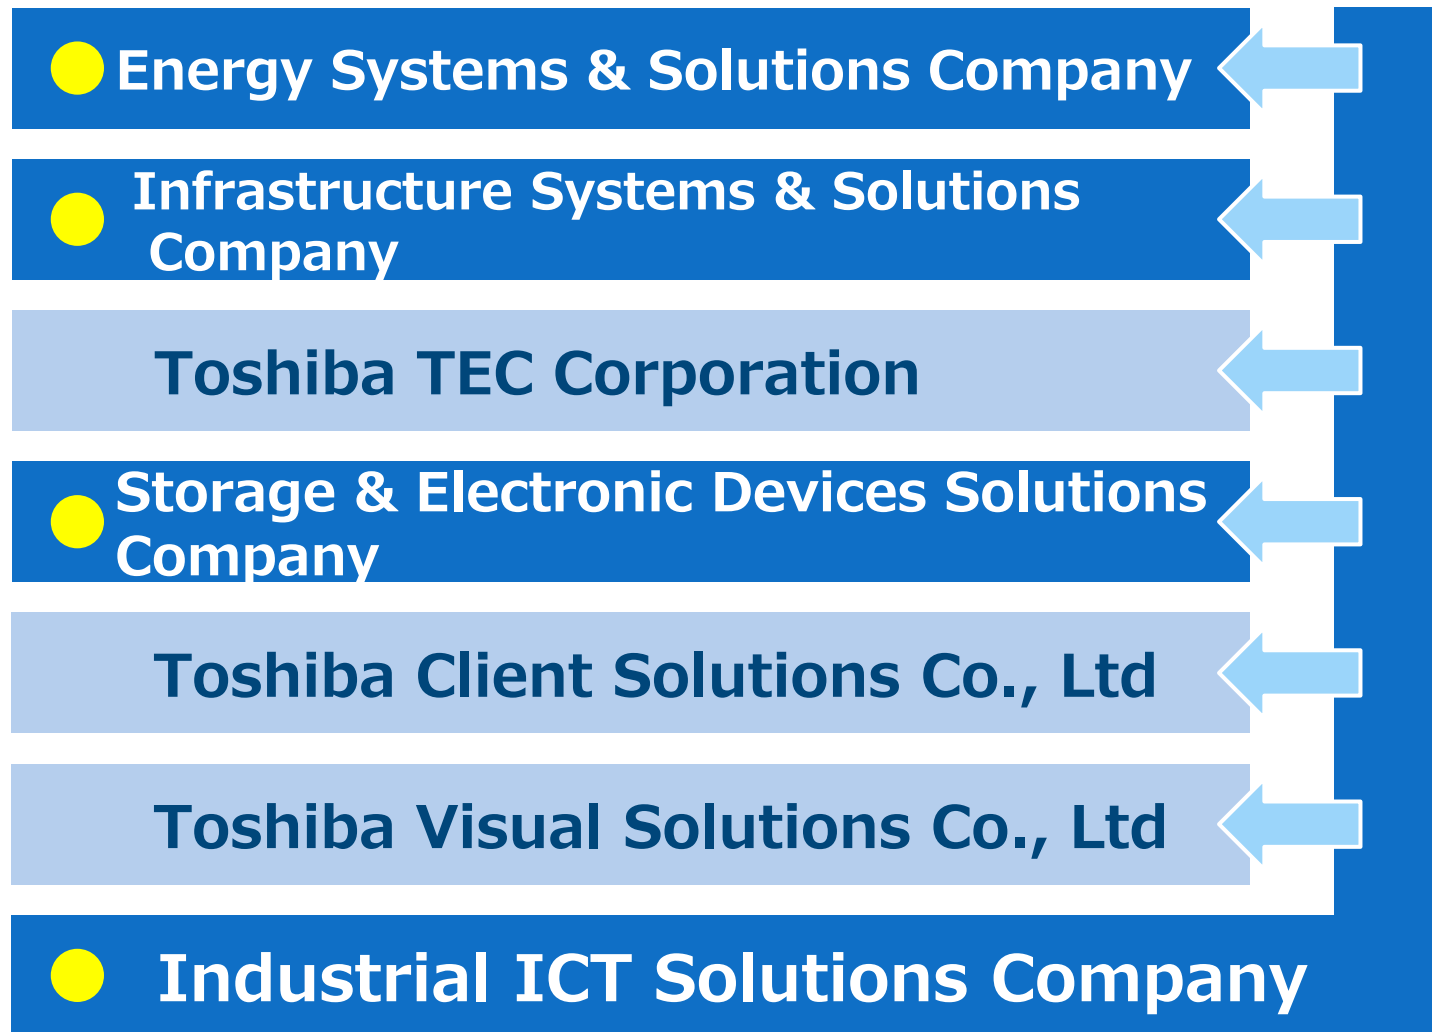 Energy Systems & Solutions Company
Infrastructure Systems & Solutions
Company
Toshiba TEC Corporation
Storage & Electronic Devices Solutions
Company
Toshiba Client Solutions Co., Ltd
Toshiba Visual Solutions Co., Ltd
Industrial ICT Solutions Company